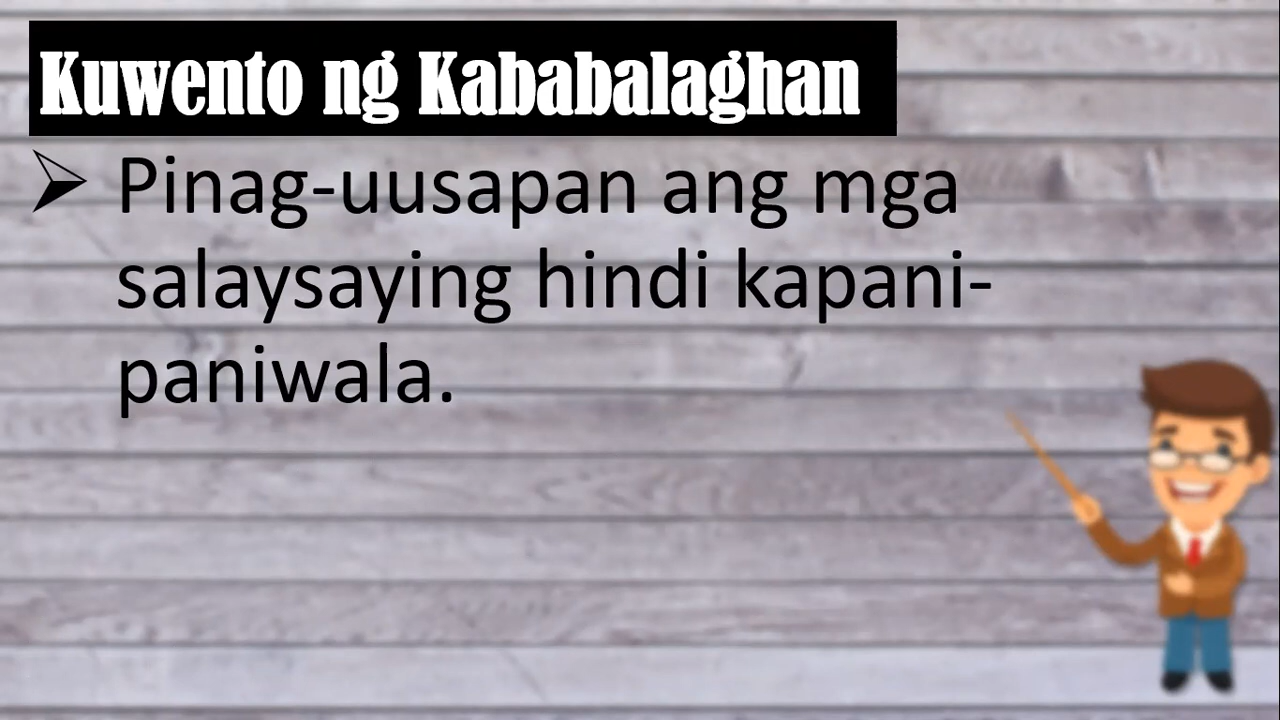 Kuwento ng Kababalaghan
Pinag-uusapan ang mga
salaysaying hindi kapani-
paniwala.